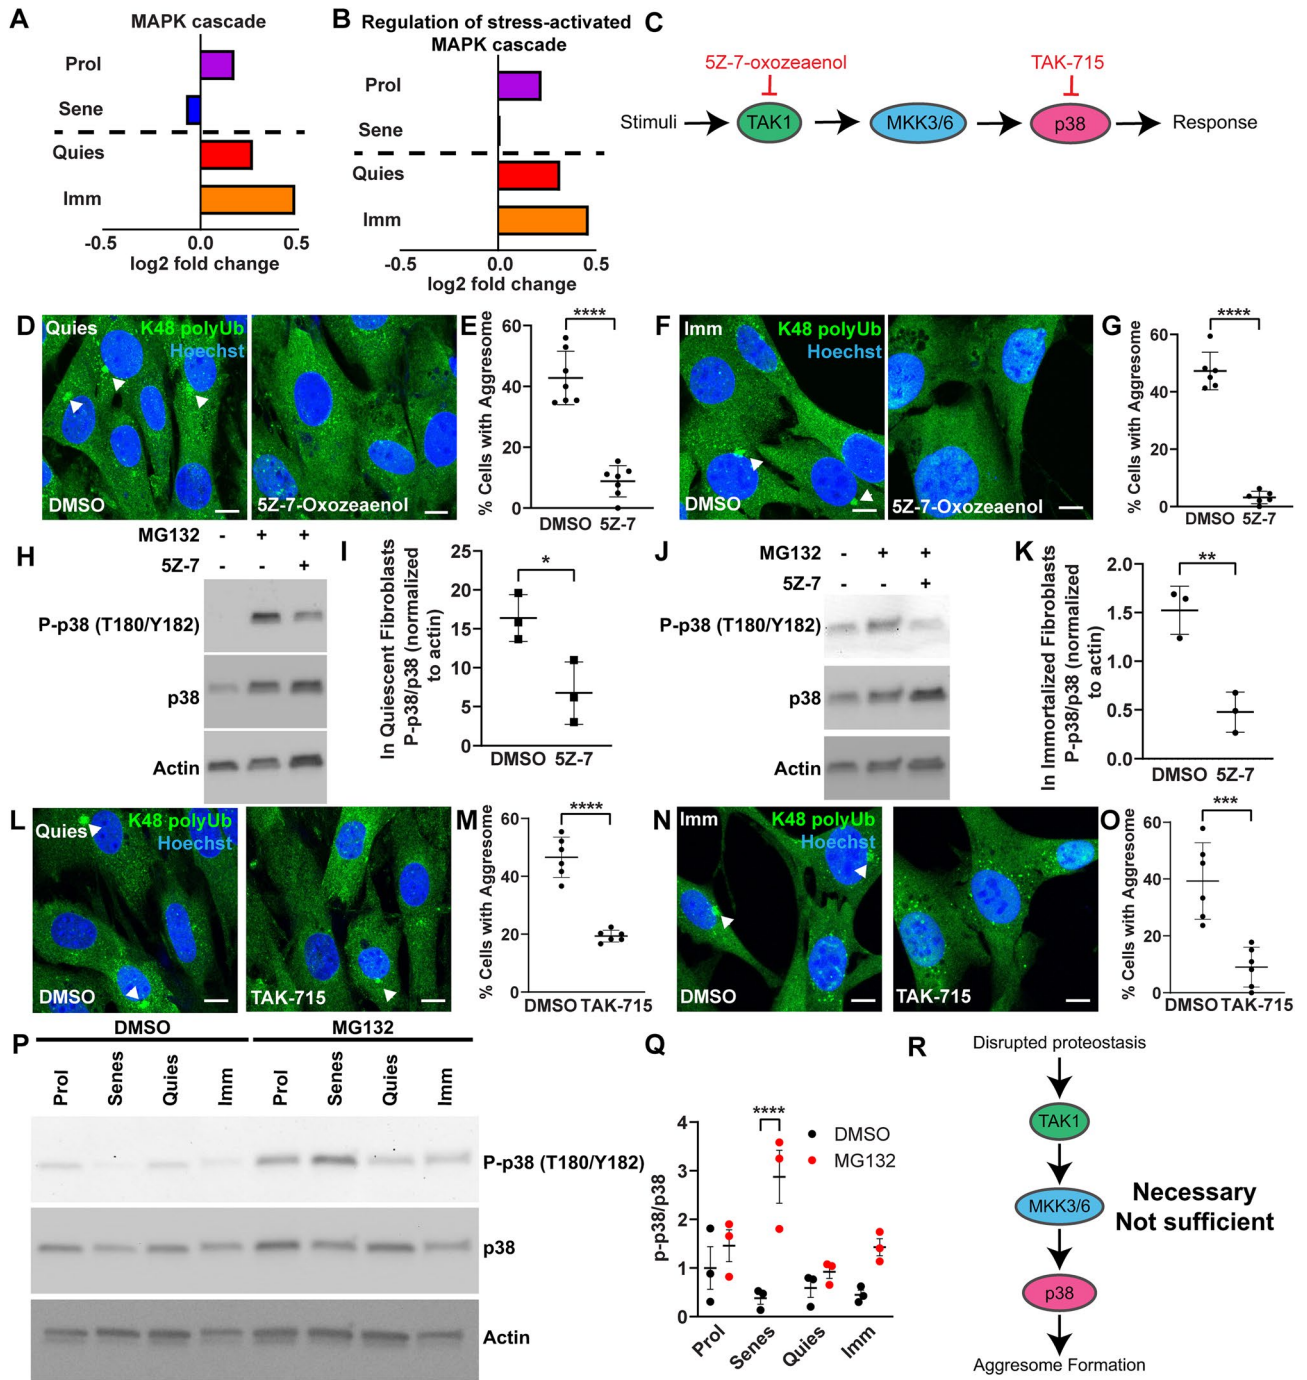 A
MAPK cascade
Prol
Sene
Quies
Imm
-0.5
0.0
0.5
log2 fold change
B
Regulation of stress-activated
MAPK cascade
Prol
Sene
Quies
Imm
-0.5
0.0
0.5
log2 fold change
C
5Z-7-oxozeaenol
TAK-715
Stimuli
TAK1
MKK3/6
p38
Response
D
Quies
K48 polyUb
Hoechst
DMSO
5Z-7-Oxozeaenol
E
% Cells with Aggresome
60
40
20
0
****
DMSO 5Z-7
F
Imm
K48 polyUb
Hoechst
DMSO
5Z-7-Oxozeaenol
G
% Cells with Aggresome
60
40
20
0
****
DMSO 5Z-7
H
MG132 - + +
5Z-7 - - +
P-p38 (T180/Y182)
p38
Actin
I
In Quiescent Fibroblasts
P-p38/p38 (normalized
to actin)
25
20
15
10
5
0
*
DMSO 5Z-7
J
MG132 - + +
5Z-7 - - +
P-p38 (T180/Y182)
p38
Actin
K
In Immortalized Fibroblasts
P-p38/p38 (normalized
to actin)
2.0
1.5
1.0
0.5
0.0
**
DMSO 5Z-7
L
Quies
K48 polyUb
Hoechst
DMSO
TAK-715
M
% Cells with Aggresome
60
40
20
0
****
DMSO TAK-715
N
Imm
K48 polyUb
Hoechst
DMSO
TAK-715
O
% Cells with Aggresome
60
40
20
0
***
DMSO TAK-715
P
DMSO
MG132
Prol
Senes
Quies
Imm
Prol
Senes
Quies
Imm
P-p38 (T180/Y182)
p38
Actin
Q
p-p38/p38
4
3
2
1
0
****
DMSO
MG132
Prol
Senes
Quies
Imm
R
Disrupted proteostasis
TAK1
MKK3/6
p38
Aggresome Formation
Necessary
Not sufficient